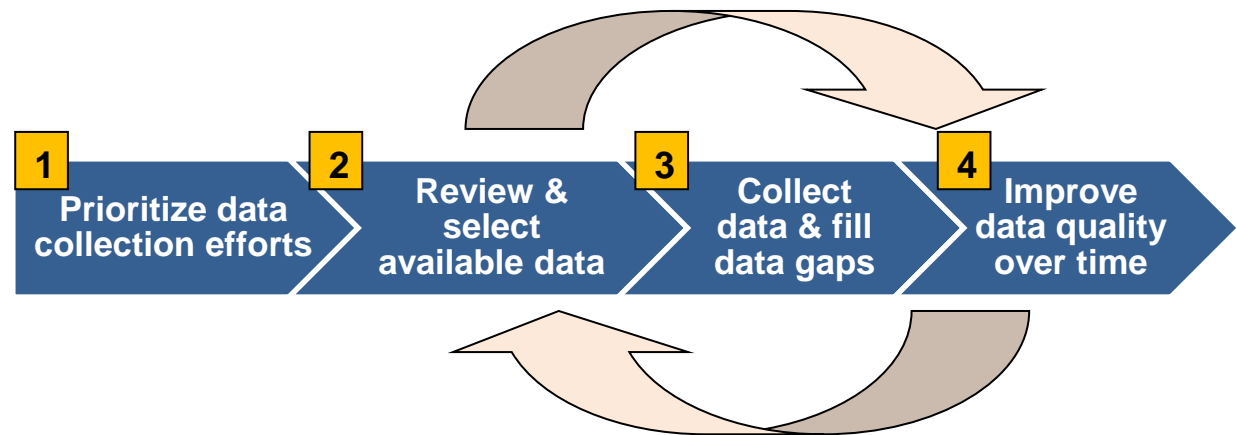 1
Prioritize data
collection efforts
2
Review &
select
available data
3
Collect
data & fill
data gaps
4
Improve
data quality
over time